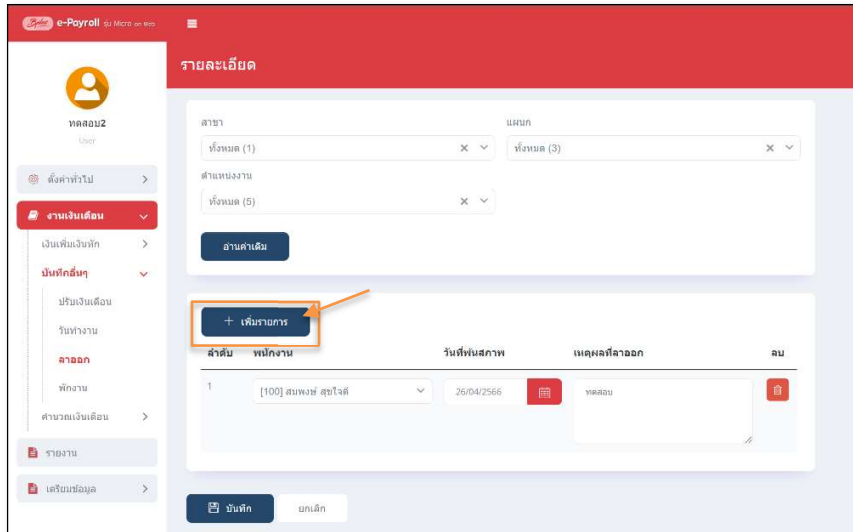 e-Payroll รุ่น Micro on Web
รายละเอียด
ทดสอบ2
User
ตั้งค่าทั่วไป
งานเงินเดือน
เงินเพิ่มเงินหัก
บันทึกอื่นๆ
ปรับเงินเดือน
วันทำงาน
ลาออก
พักงาน
คำนวณเงินเดือน
รายงาน
เตรียมข้อมูล
สาขา
แผนก
ทั้งหมด (1)
ทั้งหมด (3)
ตำแหน่งงาน
ทั้งหมด (5)
อ่านค่าเดิม
+ เพิ่มรายการ
ลำดับ พนักงาน วันที่พ้นสภาพ เหตุผลที่ลาออก ลบ
1 [100] สมพงษ์ สุขใจดี 26/04/2566 ทดสอบ
บันทึก ยกเลิก